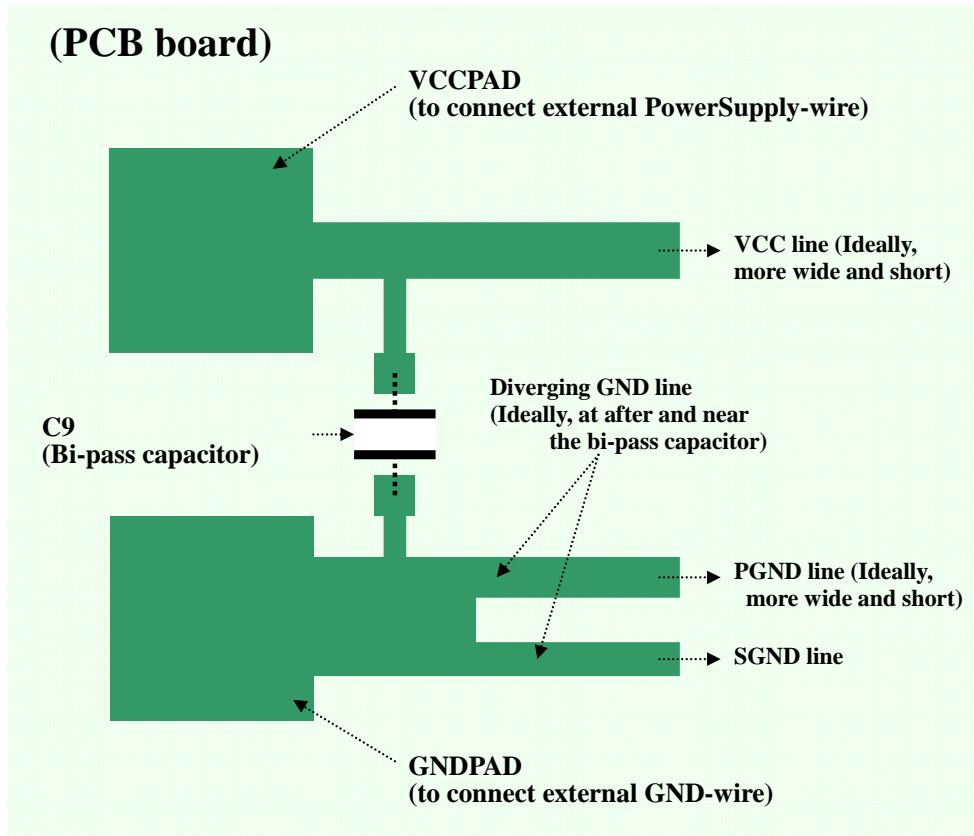 (PCB board)
VCCPAD
(to connect external PowerSupply-wire)
VCC line (Ideally,
more wide and short)
Diverging GND line
(Ideally, at after and near
the bi-pass capacitor)
C9
(Bi-pass capacitor)
PGND line (Ideally,
more wide and short)
SGND line
GNDPAD
(to connect external GND-wire)